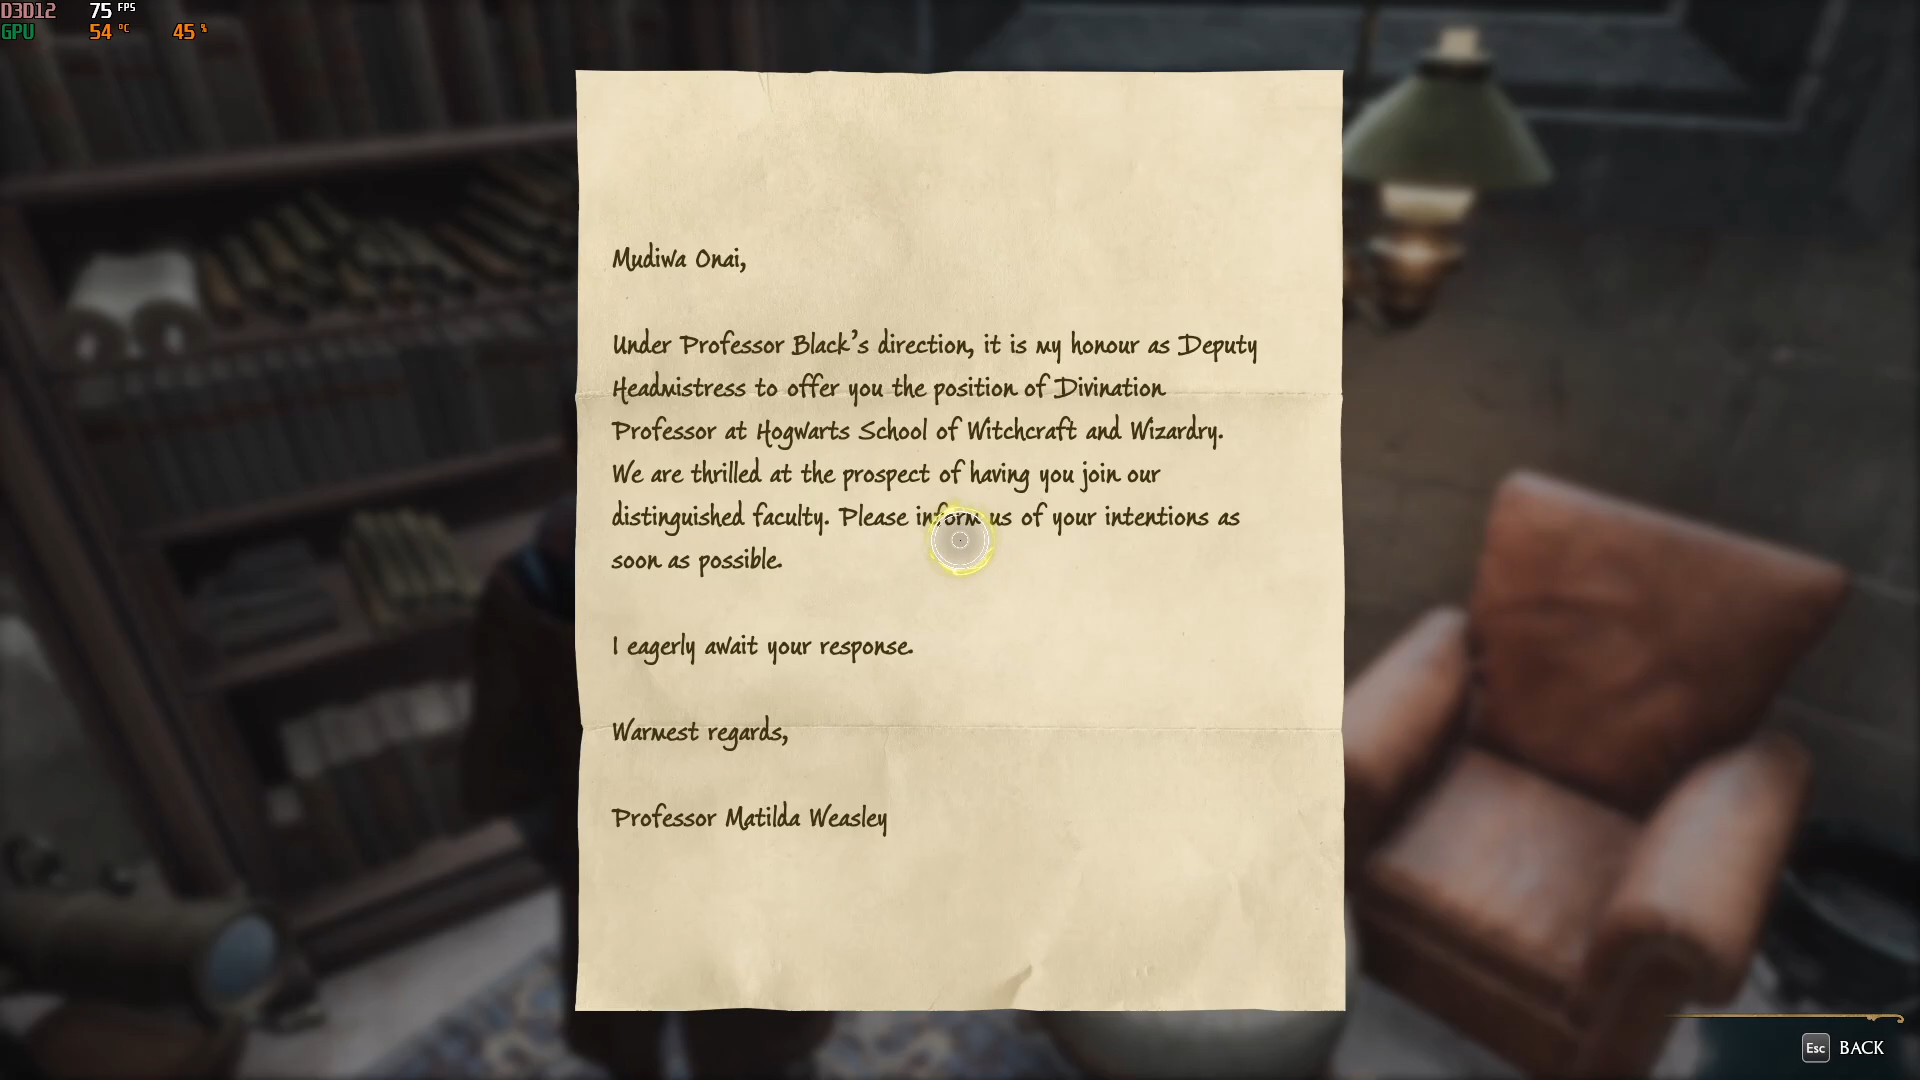 D3D12 75 FPS
GPU 54 °C 45 %
Mudiwa Onai,
Under Professor Black's direction, it is my honour as Deputy
Headmistress to offer you the position of Divination
Professor at Hogwarts School of Witchcraft and Wizardry.
We are thrilled at the prospect of having you join our
distinguished faculty. Please inform us of your intentions as
soon as possible.
I eagerly await your response.
Warmest regards,
Professor Matilda Weasley
Esc BACK